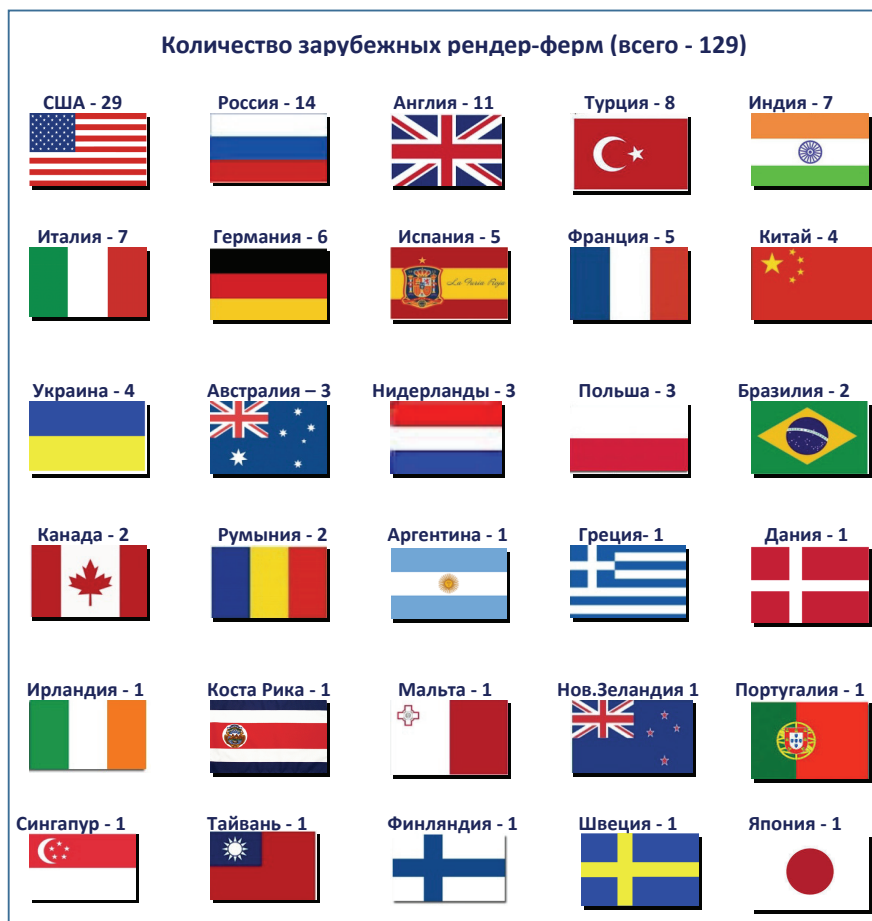 Количество зарубежных рендер-ферм (всего - 129)
США - 29 Россия - 14 Англия - 11 Турция - 8 Индия - 7
Италия - 7 Германия - 6 Испания - 5 Франция - 5 Китай - 4
La Furia Roja
Украина - 4 Австралия – 3 Нидерланды - 3 Польша - 3 Бразилия - 2
Канада - 2 Румыния - 2 Аргентина - 1 Греция- 1 Дания - 1
Ирландия - 1 Коста Рика - 1 Мальта - 1 Нов.Зеландия 1 Португалия - 1
Сингапур - 1 Тайвань - 1 Финляндия - 1 Швеция - 1 Япония - 1